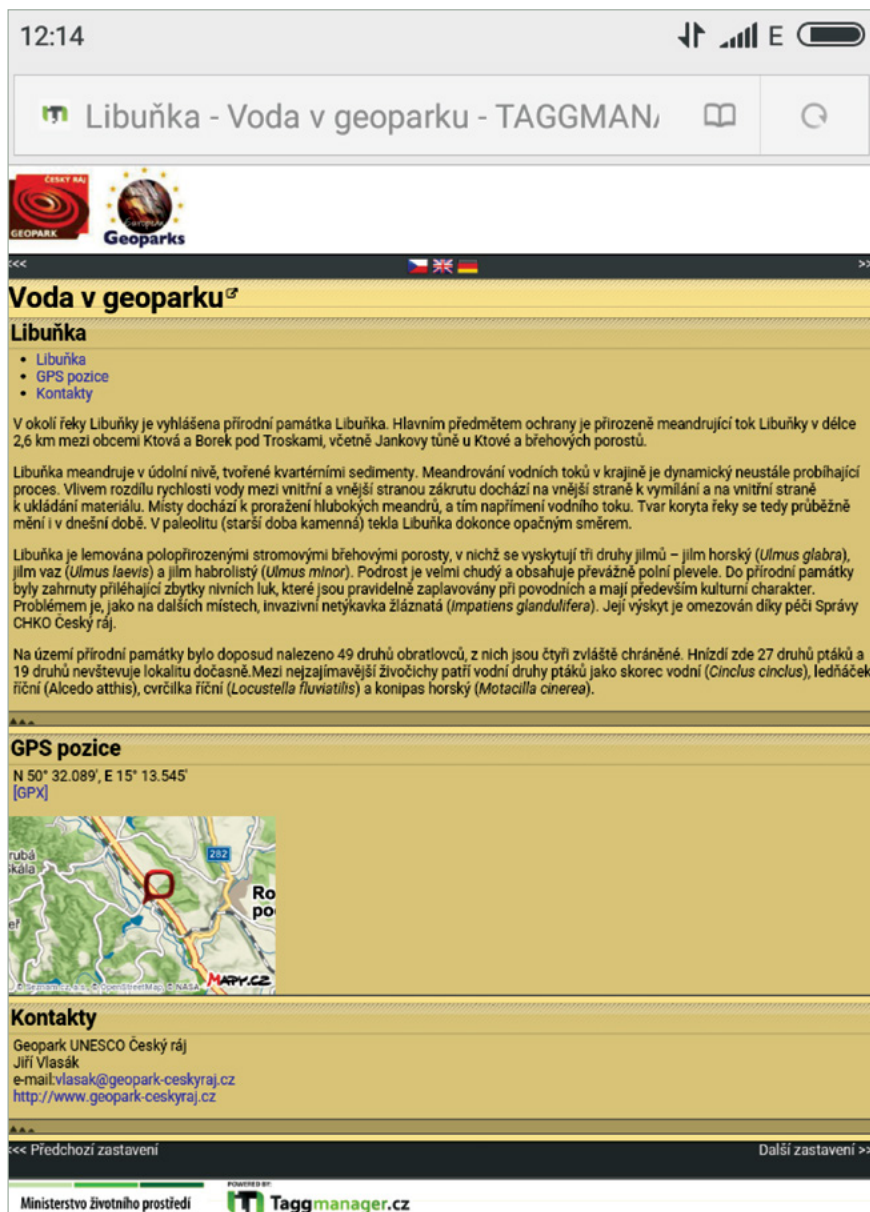 12:14
E
Libuňka - Voda v geoparku - TAGGMAN
ČESKÝ RÁJ
GEOPARK
European
Geoparks
<<<
>>
Voda v geoparku
Libuňka
• Libuňka
• GPS pozice
• Kontakty
V okolí řeky Libuňky je vyhlášena přírodní památka Libuňka. Hlavním předmětem ochrany je přirozeně meandrující tok Libuňky v délce
2,6 km mezi obcemi Ktová a Borek pod Troskami, včetně Jankovy tůně u Ktové a břehových porostů.
Libuňka meandruje v údolní nivě, tvořené kvartérními sedimenty. Meandrování vodních toků v krajině je dynamický neustále probíhající
proces. Vlivem rozdílu rychlosti vody mezi vnitřní a vnější stranou zákrutu dochází na vnější straně k vymílání a na vnitřní straně
k ukládání materiálu. Místy dochází k proražení hlubokých meandrů, a tím napřímení vodního toku. Tvar koryta řeky se tedy průběžně
mění i v dnešní době. V paleolitu (starší doba kamenná) tekla Libuňka dokonce opačným směrem.
Libuňka je lemována polopřirozenými stromovými břehovými porosty, v nichž se vyskytují tři druhy jilmů – jilm horský (Ulmus glabra),
jilm vaz (Ulmus laevis) a jilm habrolistý (Ulmus minor). Podrost je velmi chudý a obsahuje převážně polní plevele. Do přírodní památky
byly zahrnuty přiléhající zbytky nivních luk, které jsou pravidelně zaplavovány při povodních a mají především kulturní charakter.
Problémem je, jako na dalších místech, invazivní netýkavka žláznatá (Impatiens glandulifera). Její výskyt je omezován díky péči Správy
CHKO Český ráj.
Na území přírodní památky bylo doposud nalezeno 49 druhů obratlovců, z nich jsou čtyři zvláště chráněné. Hnízdí zde 27 druhů ptáků a
19 druhů nevštevuje lokalitu dočasně.Mezi nejzajímavější živočichy patří vodní druhy ptáků jako skorec vodní (Cinclus cinclus), ledňáček
říční (Alcedo atthis), cvrčilka říční (Locustella fluviatilis) a konipas horský (Motacilla cinerea).
GPS pozice
N 50° 32.089', E 15° 13.545'
[GPX]
282
rubá
Skála
Ro
po
eř
© Seznam.cz, a.s., © OpenStreetMap, © NASA
MAPY.CZ
Kontakty
Geopark UNESCO Český ráj
Jiří Vlasák
e-mail:vlasak@geopark-ceskyraj.cz
http://www.geopark-ceskyraj.cz
<<< Předchozí zastavení
Další zastavení >>
Ministerstvo životního prostředí
POWERED BY:
Taggmanager.cz